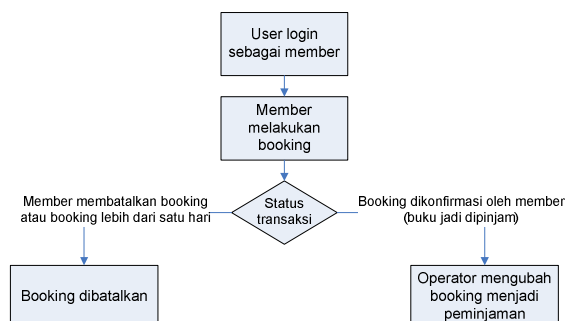 User login
sebagai member
Member
melakukan
booking
Status
transaksi
Member membatalkan booking
atau booking lebih dari satu hari
Booking dikonfirmasi oleh member
(buku jadi dipinjam)
Booking dibatalkan
Operator mengubah
booking menjadi
peminjaman